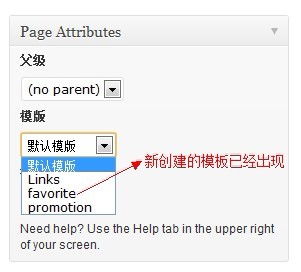 Page Attributes
父级
(no parent)
模版
默认模版
默认模版
Links
favorite
promotion
新创建的模板已经出现
Need help? Use the Help tab in the upper right
of your screen.